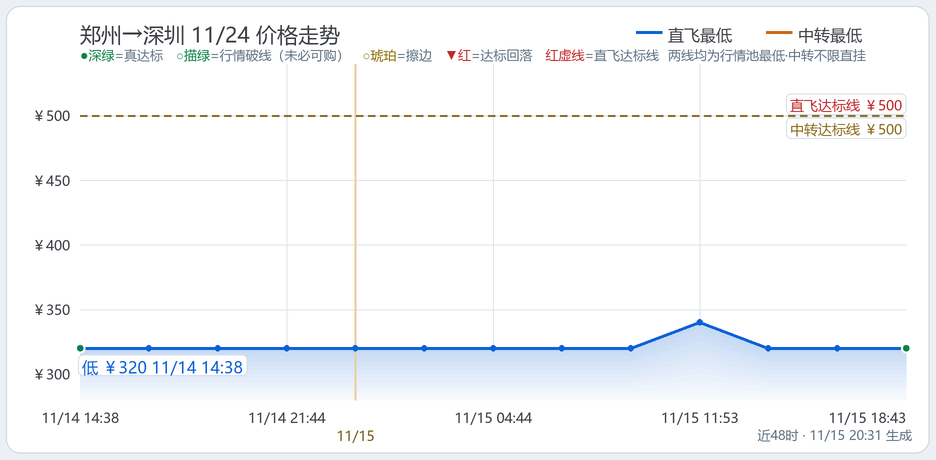 郑州→深圳 11/24 价格走势
直飞最低 中转最低
●深绿=真达标 ○描绿=行情破线（未必可购） ○琥珀=擦边 ▼红=达标回落 红虚线=直飞达标线 两线均为行情池最低·中转不限直挂
直飞达标线 ￥500
￥500
中转达标线 ￥500
￥450
￥400
￥350
低 ￥320 11/14 14:38
￥300
11/14 14:38 11/14 21:44 11/15 04:44 11/15 11:53 11/15 18:43
11/15
近48时 · 11/15 20:31 生成